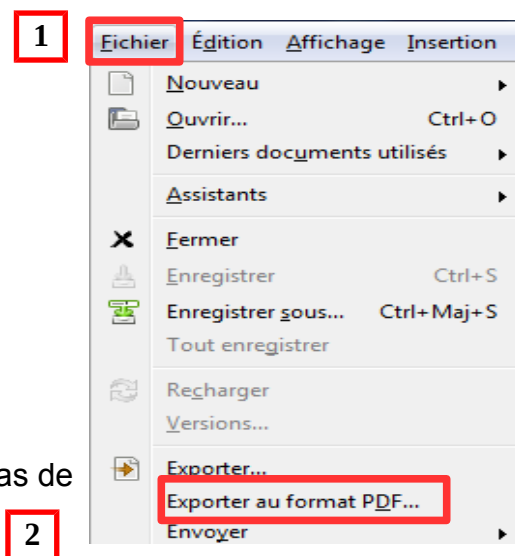 1
Fichier Édition Affichage Insertion
Nouveau
Ouvrir... Ctrl+O
Derniers documents utilisés
Assistants
Fermer
Enregistrer Ctrl+S
Enregistrer sous... Ctrl+Maj+S
Tout enregistrer
Recharger
Versions...
as de
Exporter...
Exporter au format PDF...
2
Envoyer